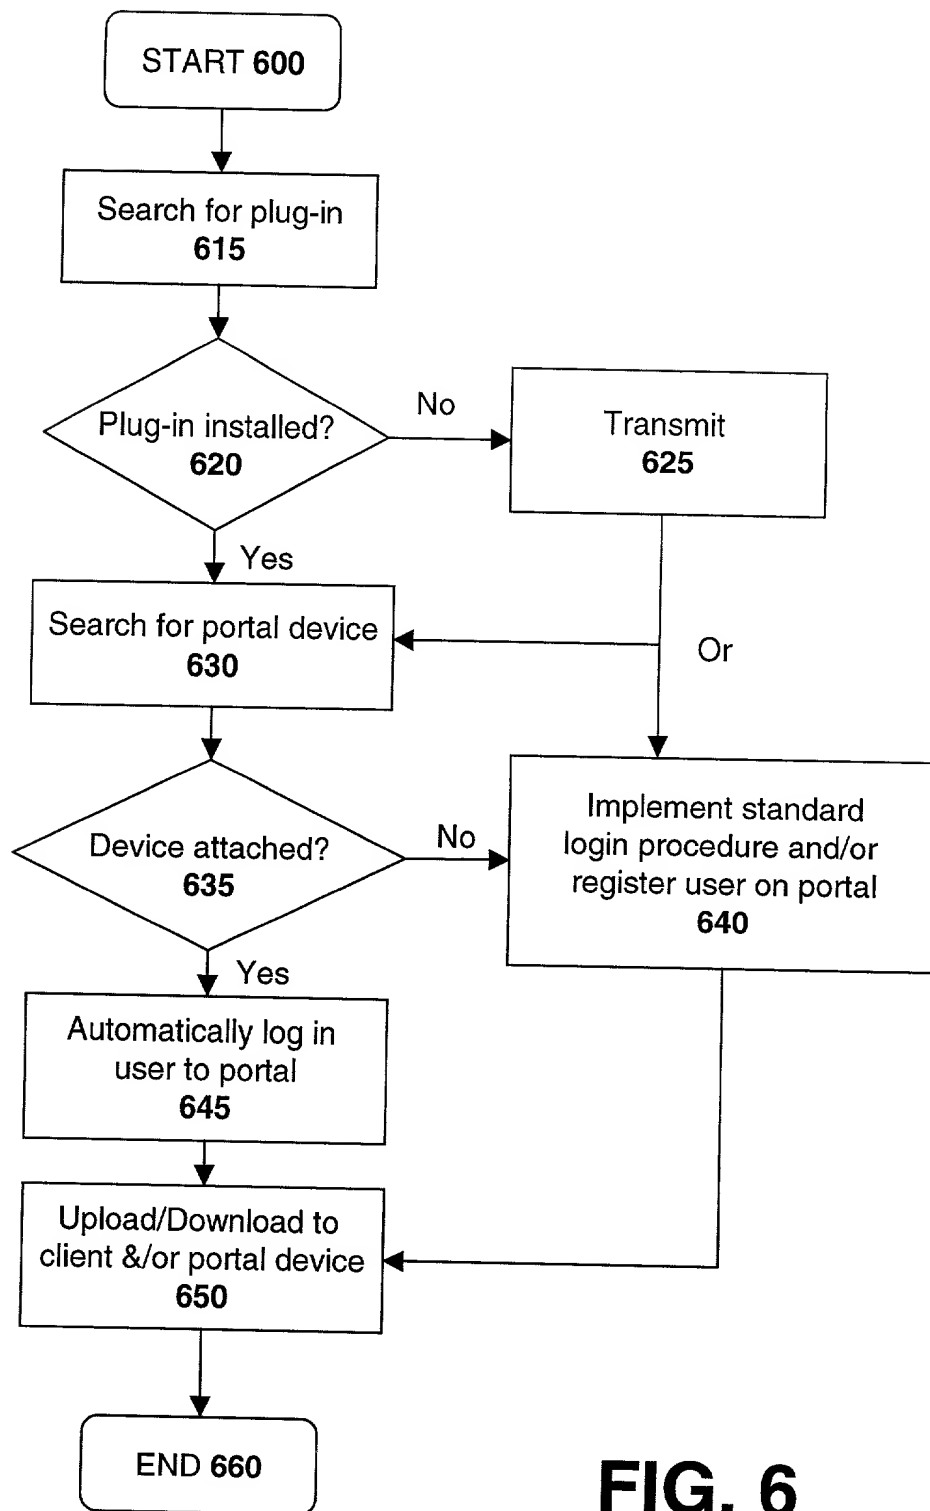 START 600
Search for plug-in
615
Plug-in installed?
620
No
Transmit
625
Yes
Search for portal device
630
Or
Device attached?
635
No
Implement standard
login procedure and/or
register user on portal
640
Yes
Automatically log in
user to portal
645
Upload/Download to
client &/or portal device
650
END 660
FIG. 6